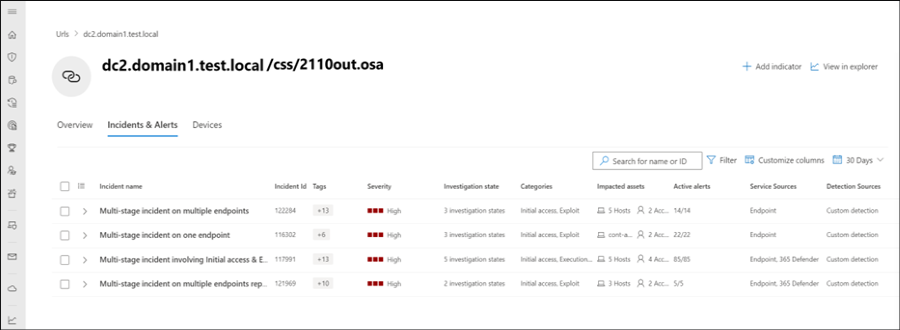 Urls > dc2.domain1.test.local
dc2.domain1.test.local /css/2110out.osa
Add indicator View in explorer
Overview Incidents & Alerts Devices
Search for name or ID Filter Customize columns 30 Days
Incident name Incident Id Tags Severity Investigation state Categories Impacted assets Active alerts Service Sources Detection Sources
Multi-stage incident on multiple endpoints 122284 +13 High 3 investigation states Initial access, Exploit 5 Hosts 2 Acc... 14/14 Endpoint Custom detection
Multi-stage incident on one endpoint 116302 +6 High 3 investigation states Initial access, Exploit cont-a... 2 Acc... 22/22 Endpoint Custom detection
Multi-stage incident involving Initial access & E... 117991 +13 High 5 investigation states Initial access, Execution... 5 Hosts 4 Acc... 85/85 Endpoint, 365 Defender Custom detection
Multi-stage incident on multiple endpoints rep... 121969 +10 High 2 investigation states Initial access, Exploit 3 Hosts 2 Acc... 5/5 Endpoint, 365 Defender Custom detection